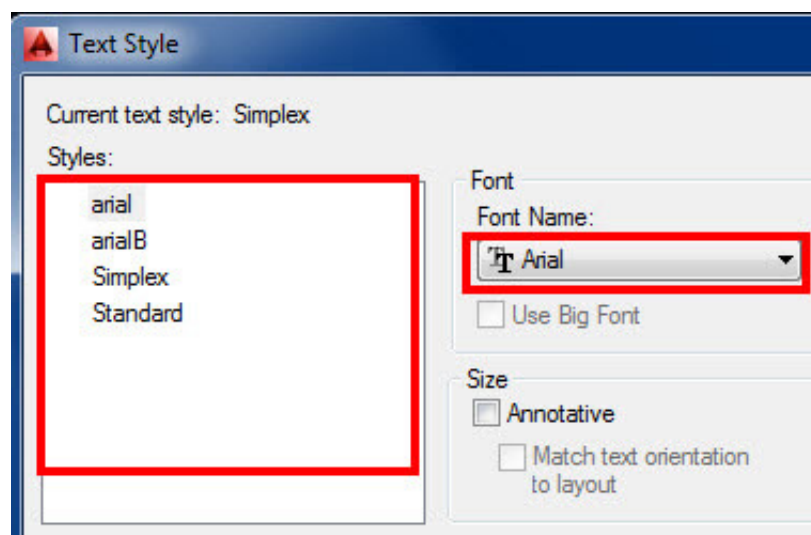 Text Style
Current text style: Simplex
Styles:
arial
arialB
Simplex
Standard
Font
Font Name:
Arial
Use Big Font
Size
Annotative
Match text orientation
to layout